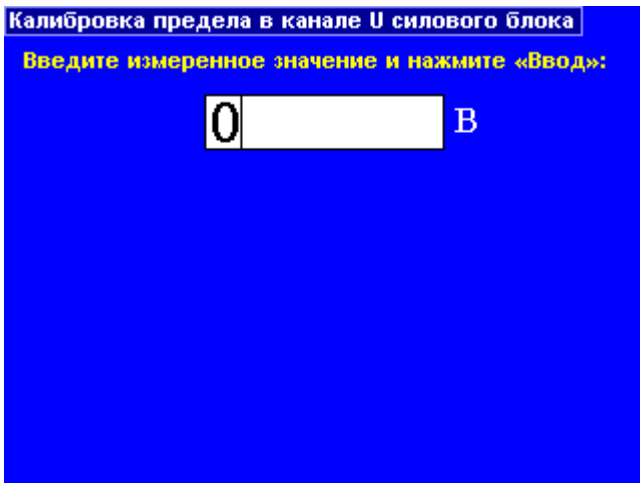 Калибровка предела в канале U силового блока
Введите измеренное значение и нажмите «Ввод»:
0 В